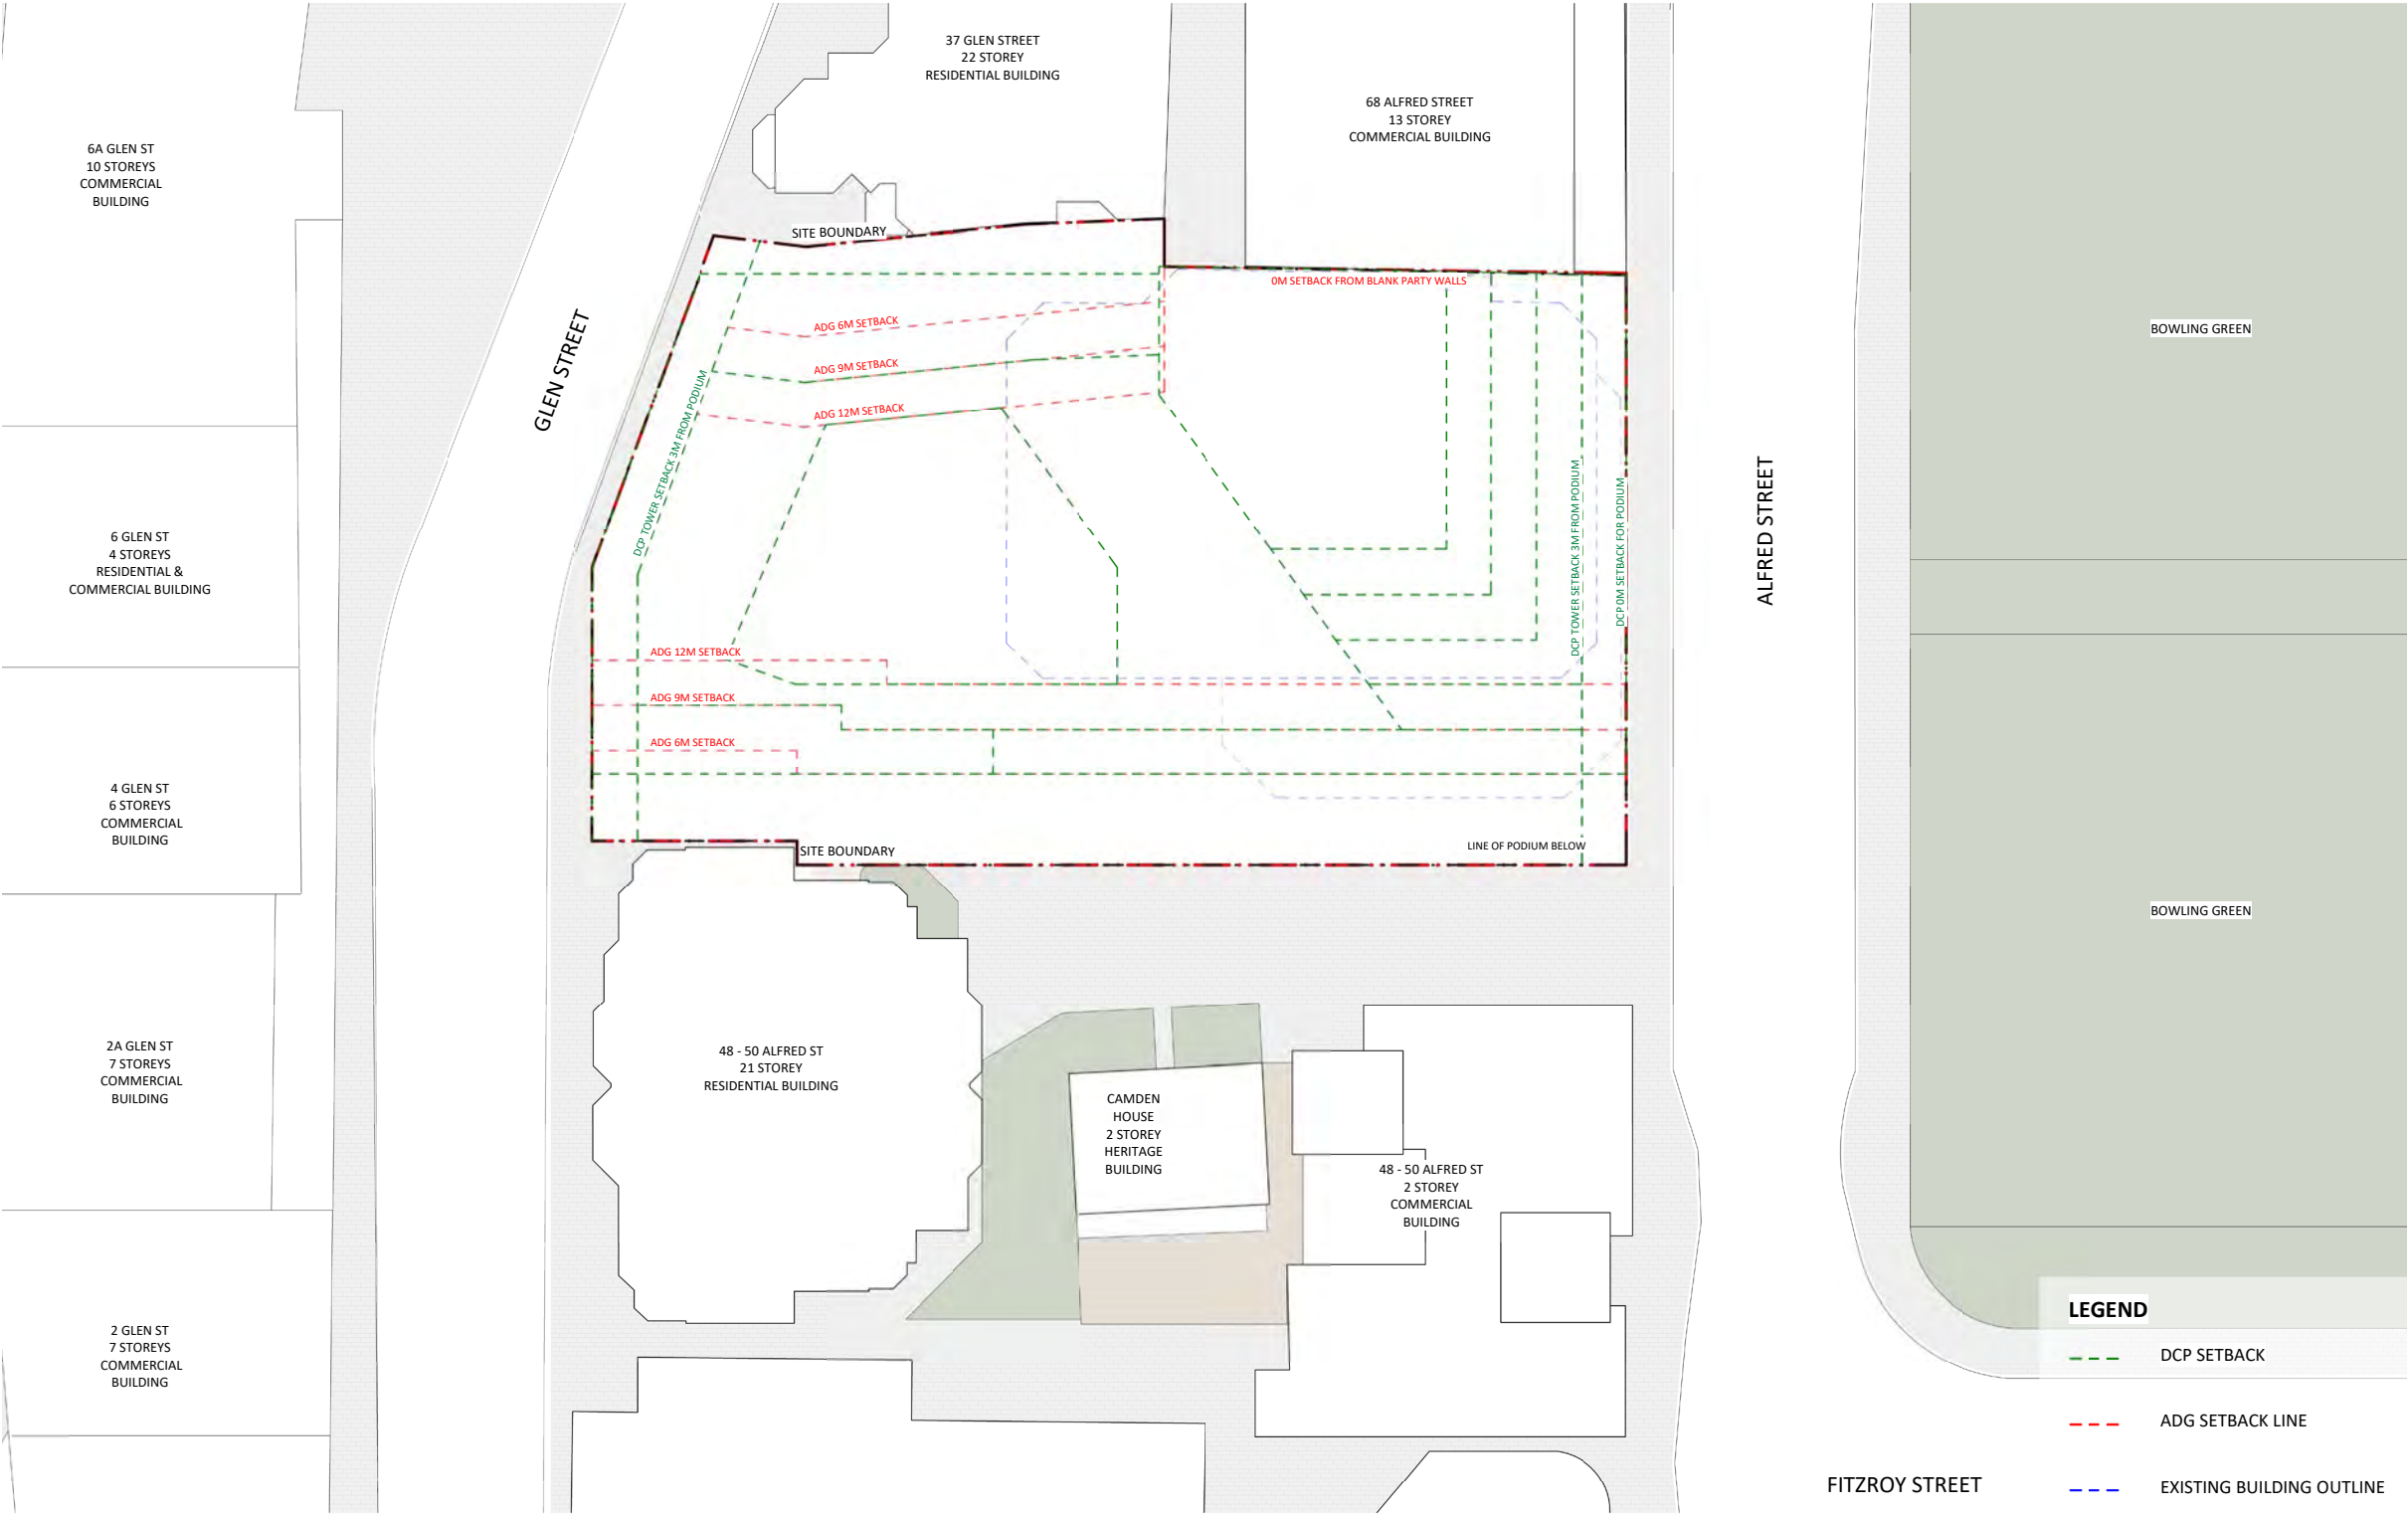 37 GLEN STREET
22 STOREY
RESIDENTIAL BUILDING
68 ALFRED STREET
13 STOREY
COMMERCIAL BUILDING
6A GLEN ST
10 STOREYS
COMMERCIAL
BUILDING
SITE BOUNDARY
0M SETBACK FROM BLANK PARTY WALLS
ADG 6M SETBACK
ADG 9M SETBACK
ADG 12M SETBACK
GLEN STREET
DCP TOWER SETBACK 3M FROM PODIUM
BOWLING GREEN
ALFRED STREET
DCP TOWER SETBACK 3M FROM PODIUM
DCP 0M SETBACK FOR PODIUM
6 GLEN ST
4 STOREYS
RESIDENTIAL &
COMMERCIAL BUILDING
ADG 12M SETBACK
ADG 9M SETBACK
ADG 6M SETBACK
4 GLEN ST
6 STOREYS
COMMERCIAL
BUILDING
SITE BOUNDARY
LINE OF PODIUM BELOW
BOWLING GREEN
2A GLEN ST
7 STOREYS
COMMERCIAL
BUILDING
48 - 50 ALFRED ST
21 STOREY
RESIDENTIAL BUILDING
CAMDEN
HOUSE
2 STOREY
HERITAGE
BUILDING
48 - 50 ALFRED ST
2 STOREY
COMMERCIAL
BUILDING
2 GLEN ST
7 STOREYS
COMMERCIAL
BUILDING
LEGEND
DCP SETBACK
ADG SETBACK LINE
EXISTING BUILDING OUTLINE
FITZROY STREET